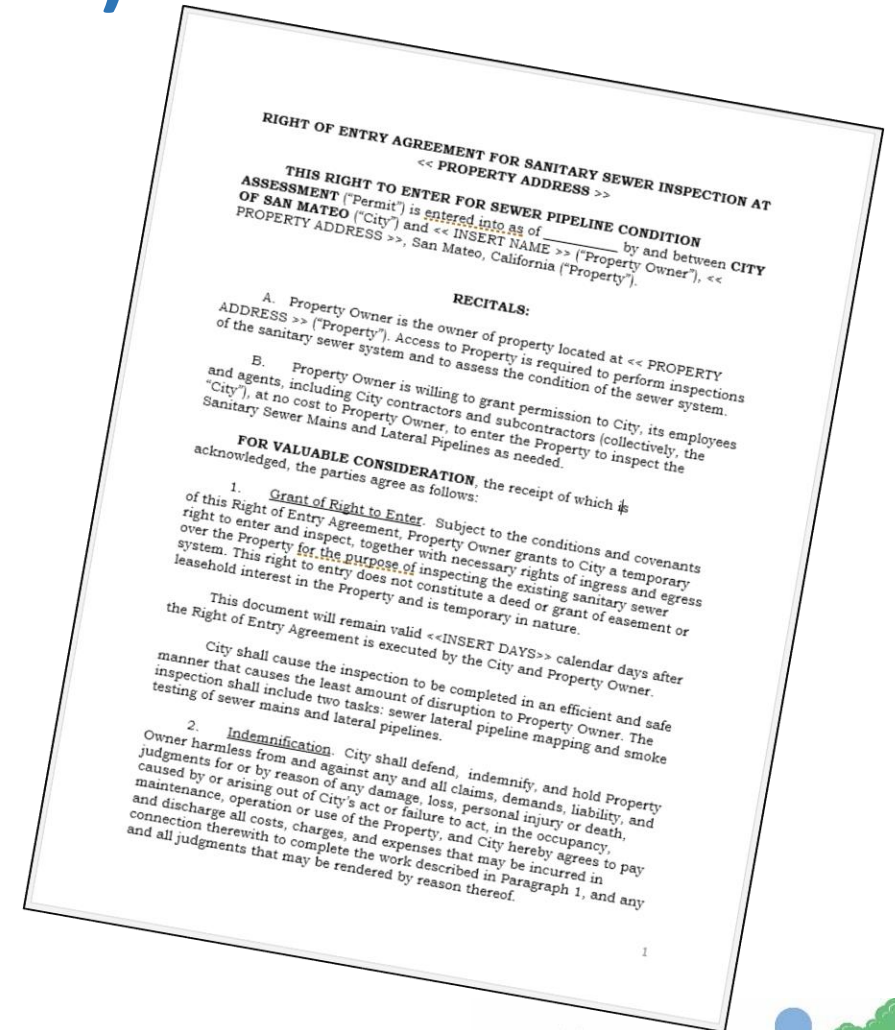 RIGHT OF ENTRY AGREEMENT FOR SANITARY SEWER INSPECTION AT
<< PROPERTY ADDRESS >>
THIS RIGHT TO ENTER FOR SEWER PIPELINE CONDITION
ASSESSMENT (“Permit”) is entered into as of __________ by and between CITY
OF SAN MATEO (“City”) and << INSERT NAME >> (“Property Owner”), <<
PROPERTY ADDRESS >>, San Mateo, California (“Property”).
RECITALS:
A. Property Owner is the owner of property located at << PROPERTY
ADDRESS >> (“Property”). Access to Property is required to perform inspections
of the sanitary sewer system and to assess the condition of the sewer system.
B. Property Owner is willing to grant permission to City, its employees
and agents, including City contractors and subcontractors (collectively, the
“City”), at no cost to Property Owner, to enter the Property to inspect the
Sanitary Sewer Mains and Lateral Pipelines as needed.
FOR VALUABLE CONSIDERATION, the receipt of which is
acknowledged, the parties agree as follows:
1. Grant of Right to Enter. Subject to the conditions and covenants
of this Right of Entry Agreement, Property Owner grants to City a temporary
right to enter and inspect, together with necessary rights of ingress and egress
over the Property for the purpose of inspecting the existing sanitary sewer
system. This right to entry does not constitute a deed or grant of easement or
leasehold interest in the Property and is temporary in nature.
This document will remain valid <<INSERT DAYS>> calendar days after
the Right of Entry Agreement is executed by the City and Property Owner.
City shall cause the inspection to be completed in an efficient and safe
manner that causes the least amount of disruption to Property Owner. The
inspection shall include two tasks: sewer lateral pipeline mapping and smoke
testing of sewer mains and lateral pipelines.
2. Indemnification. City shall defend, indemnify, and hold Property
Owner harmless from and against any and all claims, demands, liability, and
judgments for or by reason of any damage, loss, personal injury or death,
caused by or arising out of City’s act or failure to act, in the occupancy,
maintenance, operation or use of the Property, and City hereby agrees to pay
and discharge all costs, charges, and expenses that may be incurred in
connection therewith to complete the work described in Paragraph 1, and any
and all judgments that may be rendered by reason thereof.
1